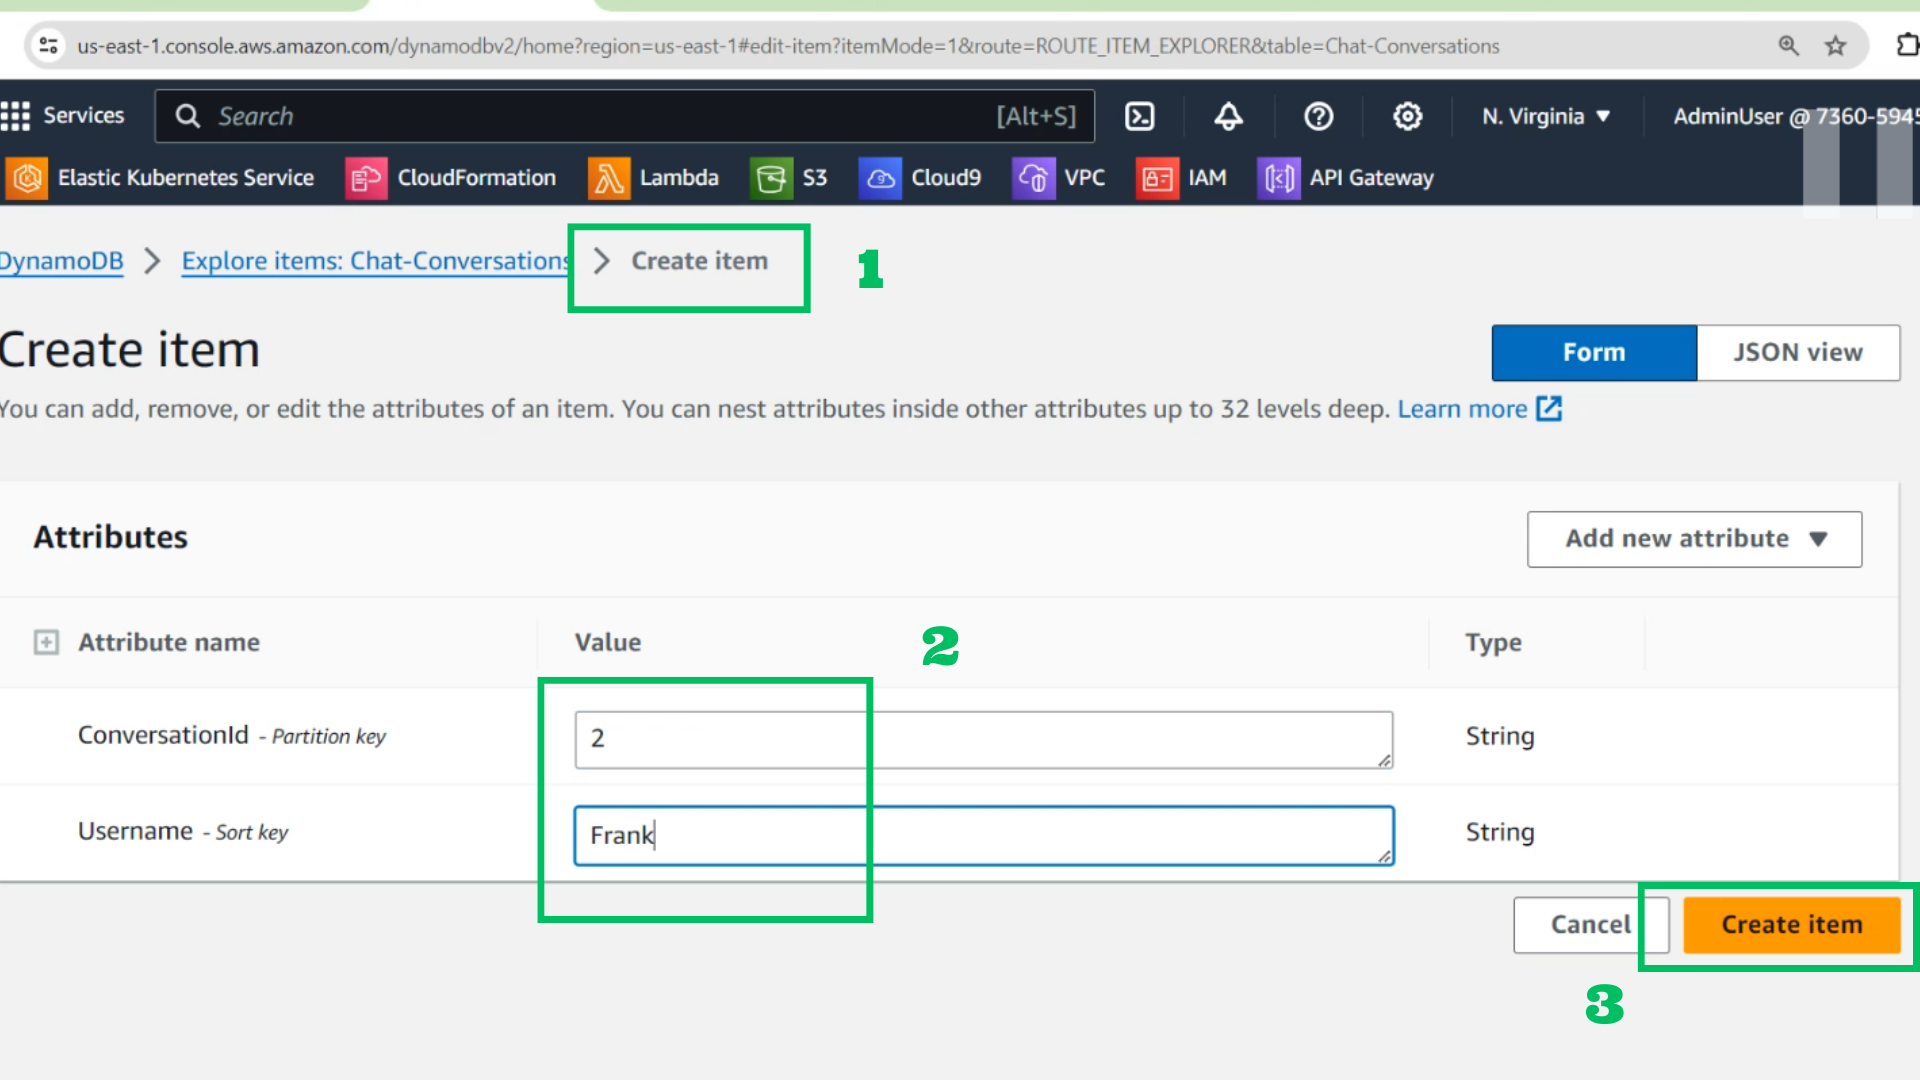 us-east-1.console.aws.amazon.com/dynamodbv2/home?region=us-east-1#edit-item?itemMode=1&route=ROUTE_ITEM_EXPLORER&table=Chat-Conversations
Services Search [Alt+S] N. Virginia ▼ AdminUser @ 7360-5945
Elastic Kubernetes Service CloudFormation Lambda S3 Cloud9 VPC IAM API Gateway
DynamoDB > Explore items: Chat-Conversations > Create item 1
Create item
Form JSON view
You can add, remove, or edit the attributes of an item. You can nest attributes inside other attributes up to 32 levels deep. Learn more
Attributes Add new attribute ▼
Attribute name Value 2 Type
ConversationId - Partition key 2 String
Username - Sort key Frank String
Cancel Create item
3